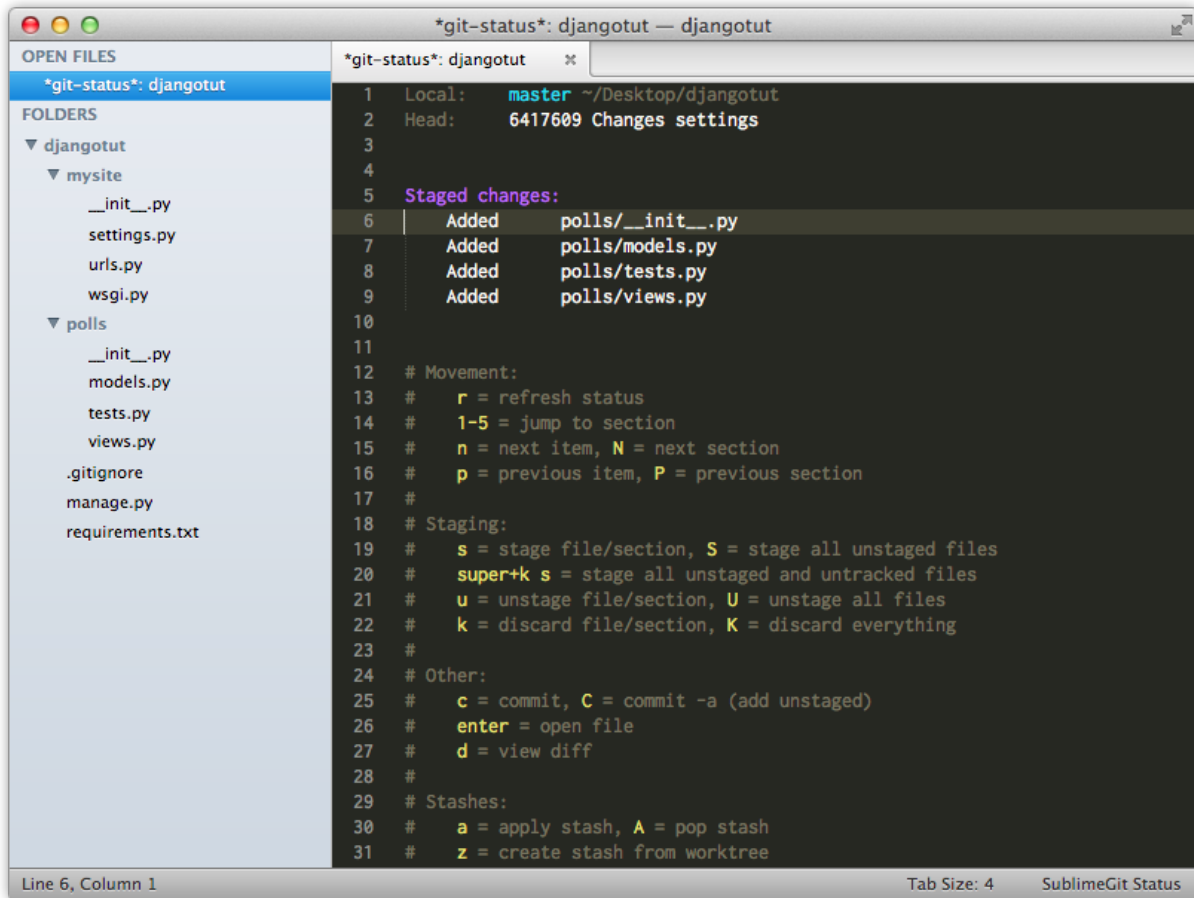 *git-status*: djangotut — djangotut
OPEN FILES
*git-status*: djangotut
FOLDERS
djangotut
mysite
__init__.py
settings.py
urls.py
wsgi.py
polls
__init__.py
models.py
tests.py
views.py
.gitignore
manage.py
requirements.txt
*git-status*: djangotut
1 Local: master ~/Desktop/djangotut
2 Head: 6417609 Changes settings
3
4
5 Staged changes:
6 Added polls/__init__.py
7 Added polls/models.py
8 Added polls/tests.py
9 Added polls/views.py
10
11
12 # Movement:
13 # r = refresh status
14 # 1-5 = jump to section
15 # n = next item, N = next section
16 # p = previous item, P = previous section
17 #
18 # Staging:
19 # s = stage file/section, S = stage all unstaged files
20 # super+k s = stage all unstaged and untracked files
21 # u = unstage file/section, U = unstage all files
22 # k = discard file/section, K = discard everything
23 #
24 # Other:
25 # c = commit, C = commit -a (add unstaged)
26 # enter = open file
27 # d = view diff
28 #
29 # Stashes:
30 # a = apply stash, A = pop stash
31 # z = create stash from worktree
Line 6, Column 1
Tab Size: 4
SublimeGit Status